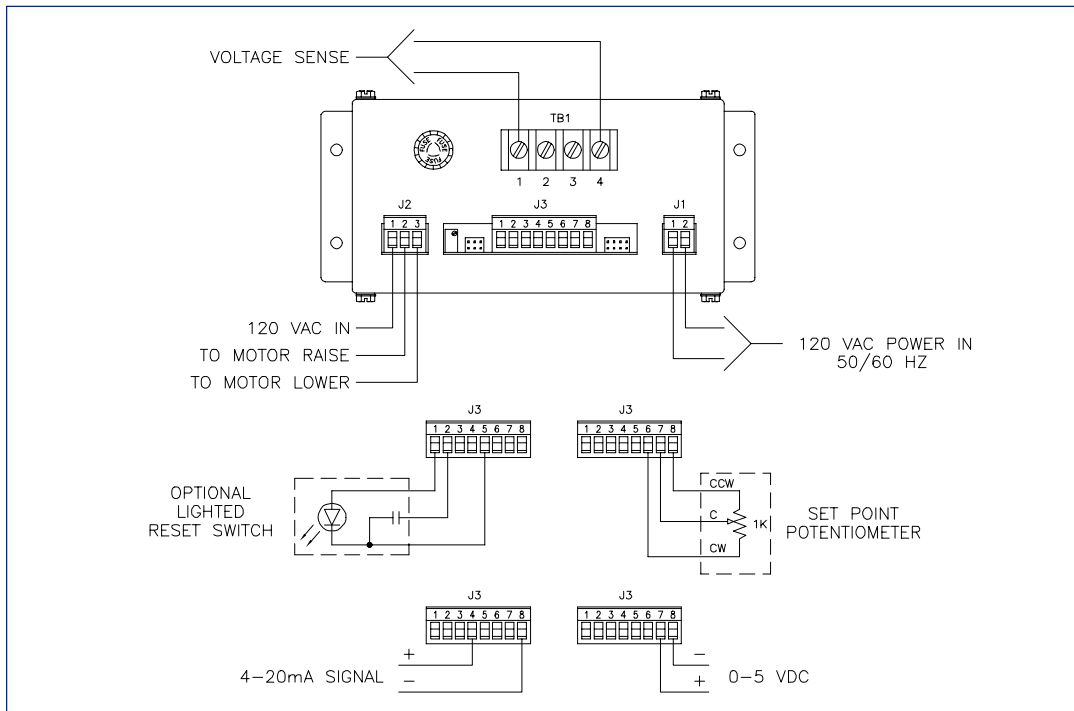 VOLTAGE SENSE
TB1
FUSE FUSE FUSE
1 2 3 4
J2
J3
J1
1 2 3
1 2 3 4 5 6 7 8
1 2
120 VAC IN
TO MOTOR RAISE
TO MOTOR LOWER
120 VAC POWER IN
50/60 HZ
J3
1 2 3 4 5 6 7 8
OPTIONAL
LIGHTED
RESET SWITCH
J3
1 2 3 4 5 6 7 8
CCW
C
1K
CW
SET POINT
POTENTIOMETER
J3
1 2 3 4 5 6 7 8
+
4-20mA SIGNAL
-
J3
1 2 3 4 5 6 7 8
-
0-5 VDC
+